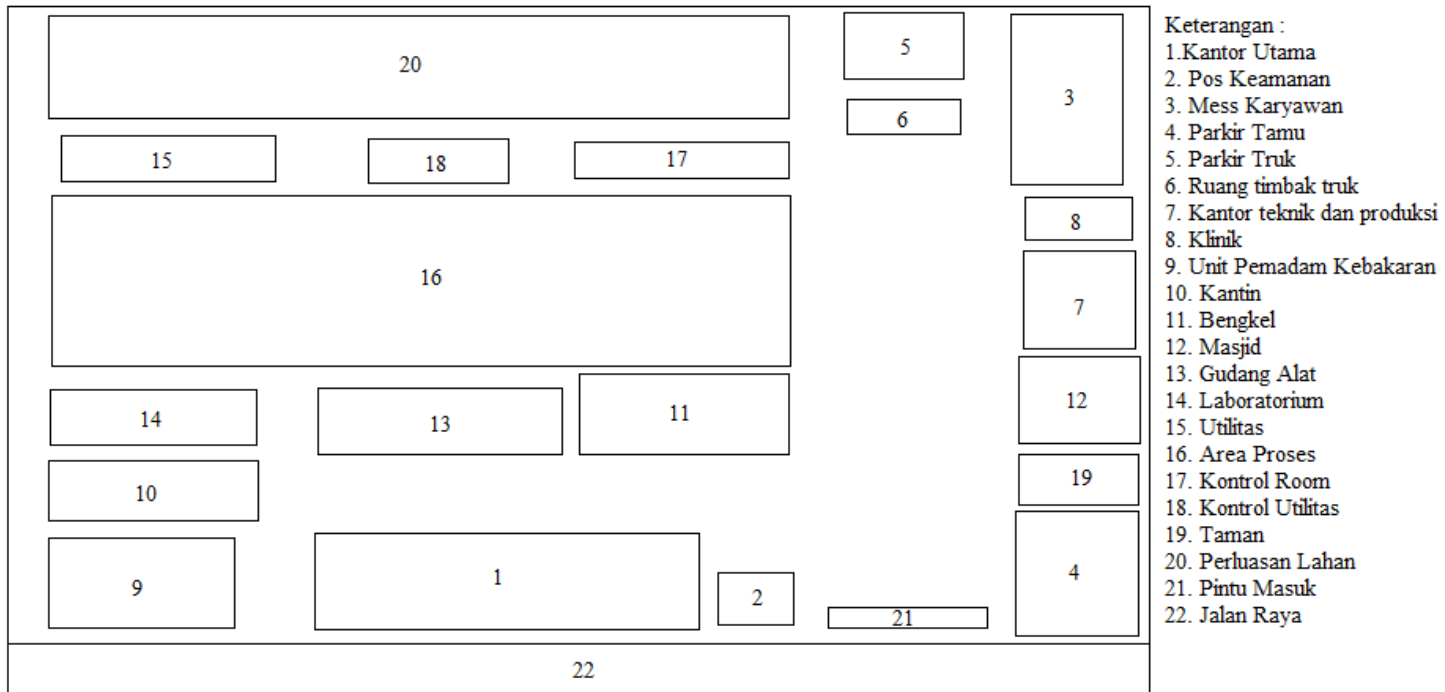 20
5
3
6
15
18
17
8
16
7
14
13
11
12
10
19
9
1
2
4
21
22
Keterangan :
1.Kantor Utama
2. Pos Keamanan
3. Mess Karyawan
4. Parkir Tamu
5. Parkir Truk
6. Ruang timbak truk
7. Kantor teknik dan produksi
8. Klinik
9. Unit Pemadam Kebakaran
10. Kantin
11. Bengkel
12. Masjid
13. Gudang Alat
14. Laboratorium
15. Utilitas
16. Area Proses
17. Kontrol Room
18. Kontrol Utilitas
19. Taman
20. Perluasan Lahan
21. Pintu Masuk
22. Jalan Raya